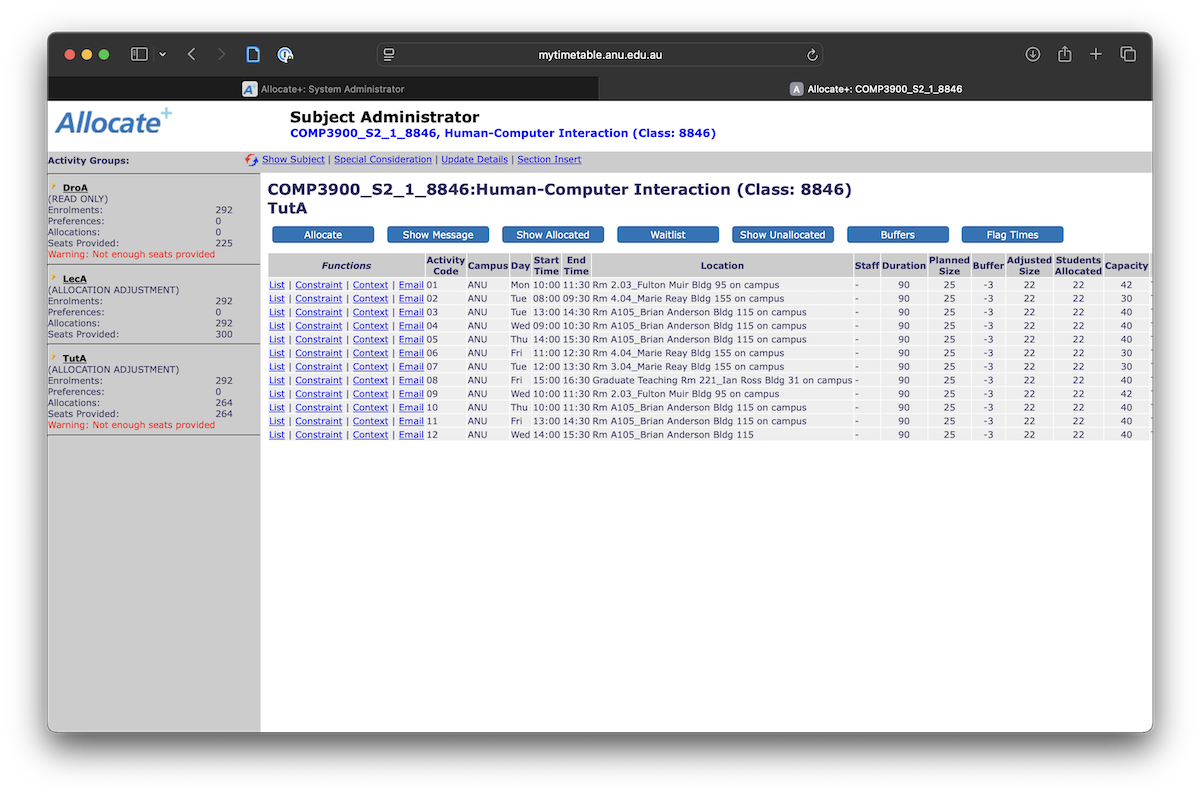 mytimetable.anu.edu.au
Allocate+: System Administrator
A Allocate+: COMP3900_S2_1_8846
Allocate+
Subject Administrator
COMP3900_S2_1_8846, Human-Computer Interaction (Class: 8846)
Activity Groups:
Show Subject | Special Consideration | Update Details | Section Insert
DroA
(READ ONLY)
Enrolments: 292
Preferences: 0
Allocations: 0
Seats Provided: 225
Warning: Not enough seats provided
LecA
(ALLOCATION ADJUSTMENT)
Enrolments: 292
Preferences: 0
Allocations: 292
Seats Provided: 300
TutA
(ALLOCATION ADJUSTMENT)
Enrolments: 292
Preferences: 0
Allocations: 264
Seats Provided: 264
Warning: Not enough seats provided
COMP3900_S2_1_8846:Human-Computer Interaction (Class: 8846)
TutA
Allocate Show Message Show Allocated Waitlist Show Unallocated Buffers Flag Times
Functions Activity Code Campus Day Start Time End Time Location Staff Duration Planned Size Buffer Adjusted Size Students Allocated Capacity
List | Constraint | Context | Email 01 ANU Mon 10:00 11:30 Rm 2.03_Fulton Muir Bldg 95 on campus - 90 25 -3 22 22 42
List | Constraint | Context | Email 02 ANU Tue 08:00 09:30 Rm 4.04_Marie Reay Bldg 155 on campus - 90 25 -3 22 22 30
List | Constraint | Context | Email 03 ANU Tue 13:00 14:30 Rm A105_Brian Anderson Bldg 115 on campus - 90 25 -3 22 22 40
List | Constraint | Context | Email 04 ANU Wed 09:00 10:30 Rm A105_Brian Anderson Bldg 115 on campus - 90 25 -3 22 22 40
List | Constraint | Context | Email 05 ANU Thu 14:00 15:30 Rm A105_Brian Anderson Bldg 115 on campus - 90 25 -3 22 22 40
List | Constraint | Context | Email 06 ANU Fri 11:00 12:30 Rm 4.04_Marie Reay Bldg 155 on campus - 90 25 -3 22 22 30
List | Constraint | Context | Email 07 ANU Tue 12:00 13:30 Rm 3.04_Marie Reay Bldg 155 on campus - 90 25 -3 22 22 30
List | Constraint | Context | Email 08 ANU Fri 15:00 16:30 Graduate Teaching Rm 221_Ian Ross Bldg 31 on campus - 90 25 -3 22 22 40
List | Constraint | Context | Email 09 ANU Wed 10:00 11:30 Rm 2.03_Fulton Muir Bldg 95 on campus - 90 25 -3 22 22 42
List | Constraint | Context | Email 10 ANU Thu 10:00 11:30 Rm A105_Brian Anderson Bldg 115 on campus - 90 25 -3 22 22 40
List | Constraint | Context | Email 11 ANU Fri 13:00 14:30 Rm A105_Brian Anderson Bldg 115 on campus - 90 25 -3 22 22 40
List | Constraint | Context | Email 12 ANU Wed 14:00 15:30 Rm A105_Brian Anderson Bldg 115 - 90 25 -3 22 22 40